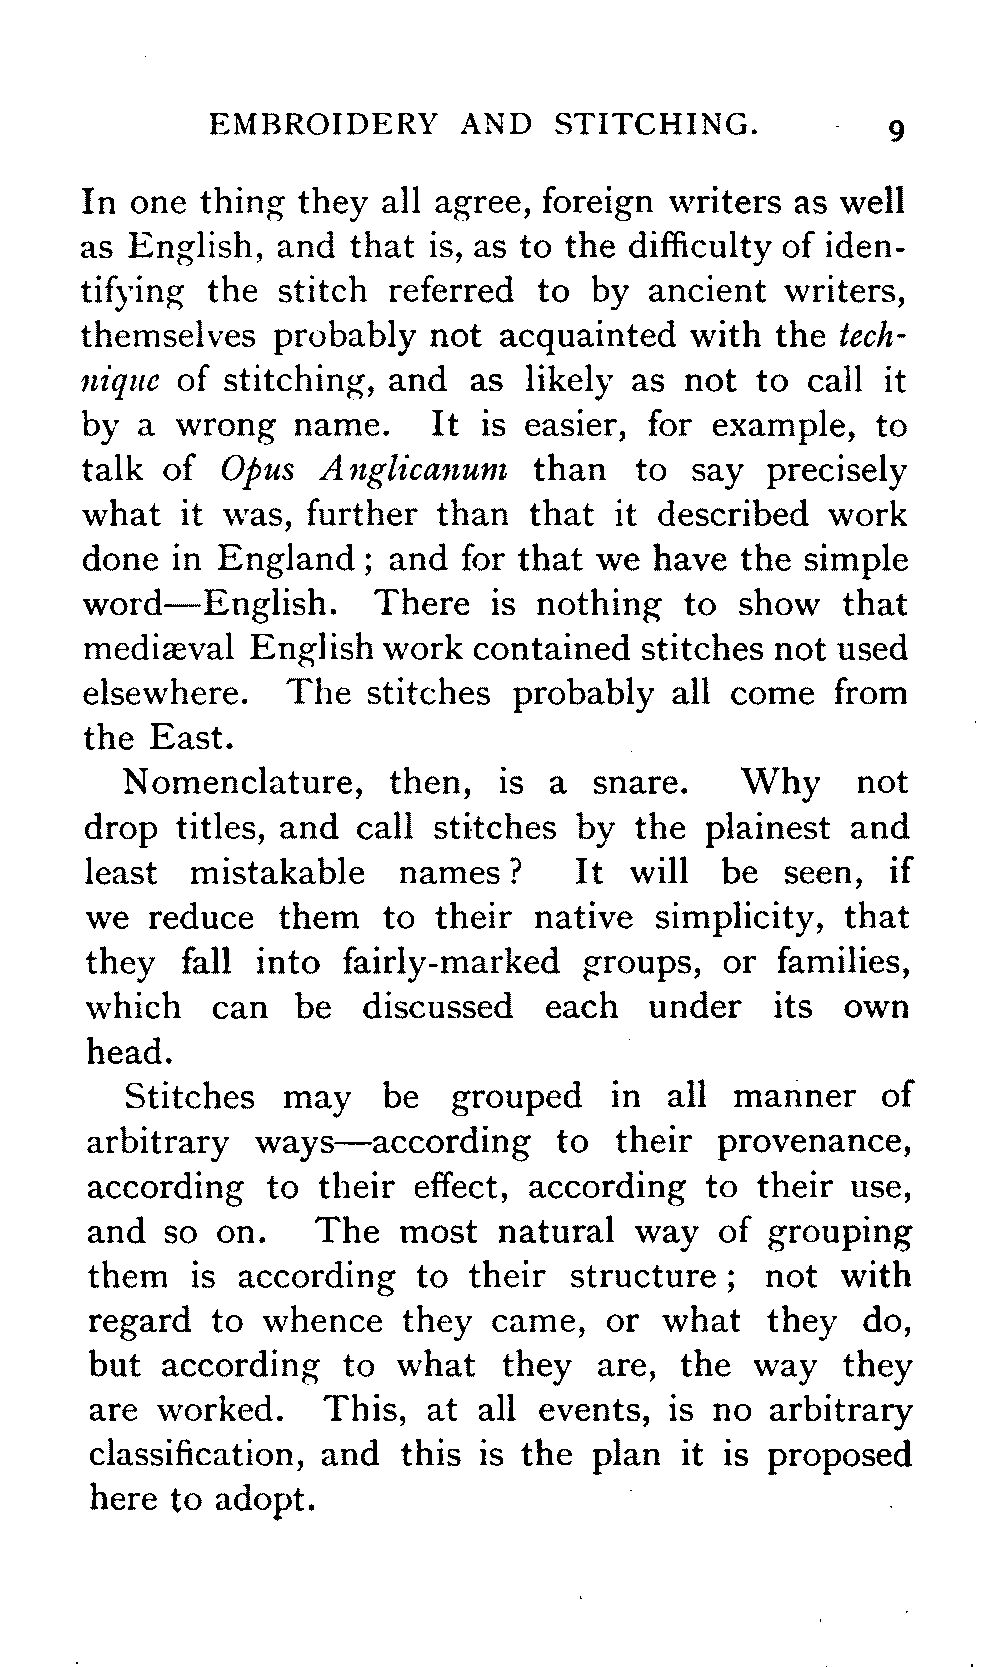 EMBROIDERY AND STITCHING. 9
In one thing they all agree, foreign writers as well
as English, and that is, as to the difficulty of iden-
tifying the stitch referred to by ancient writers,
themselves probably not acquainted with the tech-
nique of stitching, and as likely as not to call it
by a wrong name. It is easier, for example, to
talk of Opus Anglicanum than to say precisely
what it was, further than that it described work
done in England ; and for that we have the simple
word—English. There is nothing to show that
mediæval English work contained stitches not used
elsewhere. The stitches probably all come from
the East.
Nomenclature, then, is a snare. Why not
drop titles, and call stitches by the plainest and
least mistakable names ? It will be seen, if
we reduce them to their native simplicity, that
they fall into fairly-marked groups, or families,
which can be discussed each under its own
head.
Stitches may be grouped in all manner of
arbitrary ways—according to their provenance,
according to their effect, according to their use,
and so on. The most natural way of grouping
them is according to their structure ; not with
regard to whence they came, or what they do,
but according to what they are, the way they
are worked. This, at all events, is no arbitrary
classification, and this is the plan it is proposed
here to adopt.